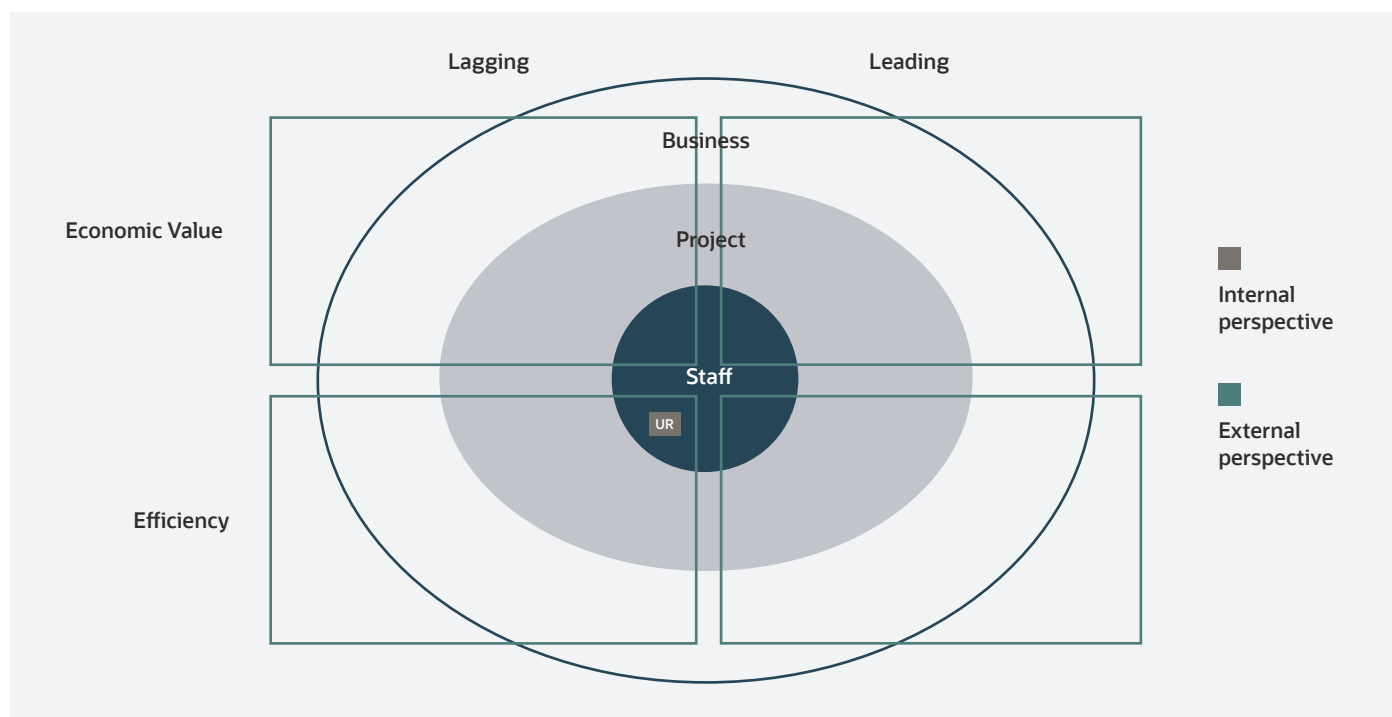 Lagging
Leading
Business
Economic Value
Project
Internal
perspective
Staff
UR
External
perspective
Efficiency